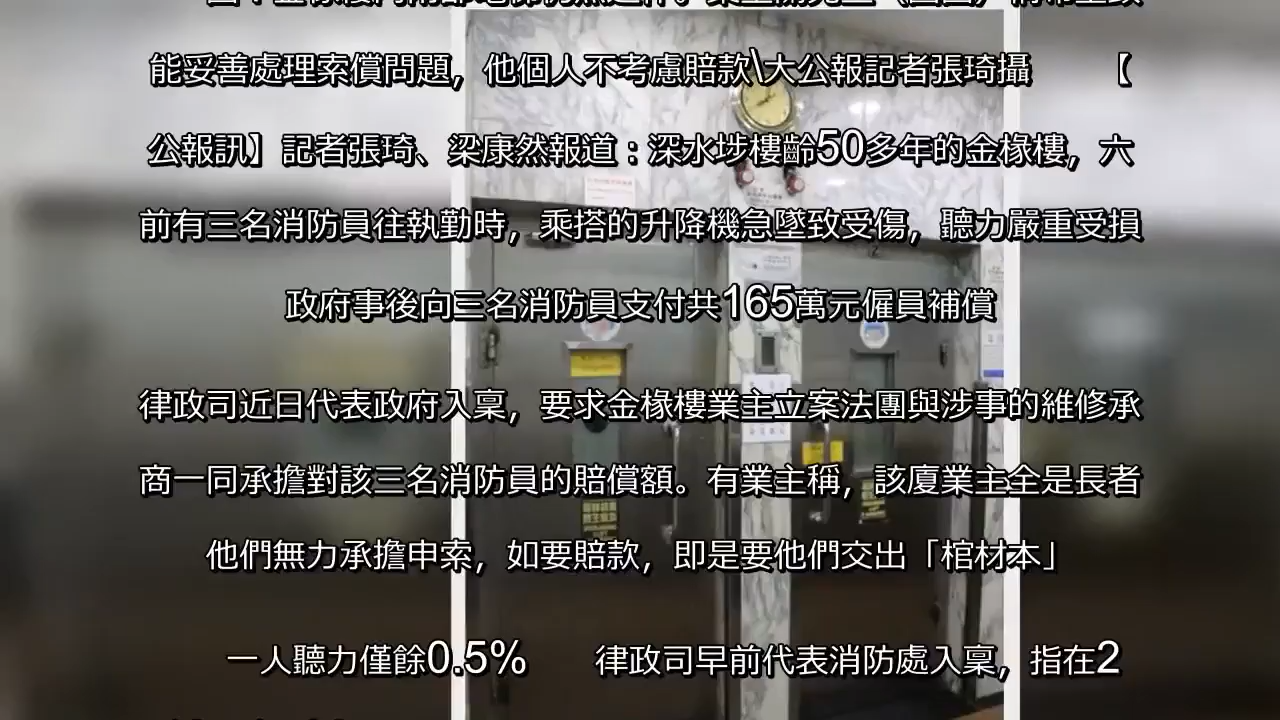 能妥善處理索償問題，他個人不考慮賠款\大公報記者張琦攝　　【
公報訊】記者張琦、梁康然報道：深水埗樓齡50多年的金椽樓，六
前有三名消防員往執勤時，乘搭的升降機急墜致受傷，聽力嚴重受損
政府事後向三名消防員支付共165萬元僱員補償
律政司近日代表政府入稟，要求金椽樓業主立案法團與涉事的維修承
商一同承擔對該三名消防員的賠償額。有業主稱，該廈業主全是長者
他們無力承擔申索，如要賠款，即是要他們交出「棺材本」
一人聽力僅餘0.5%　　律政司早前代表消防處入稟，指在2